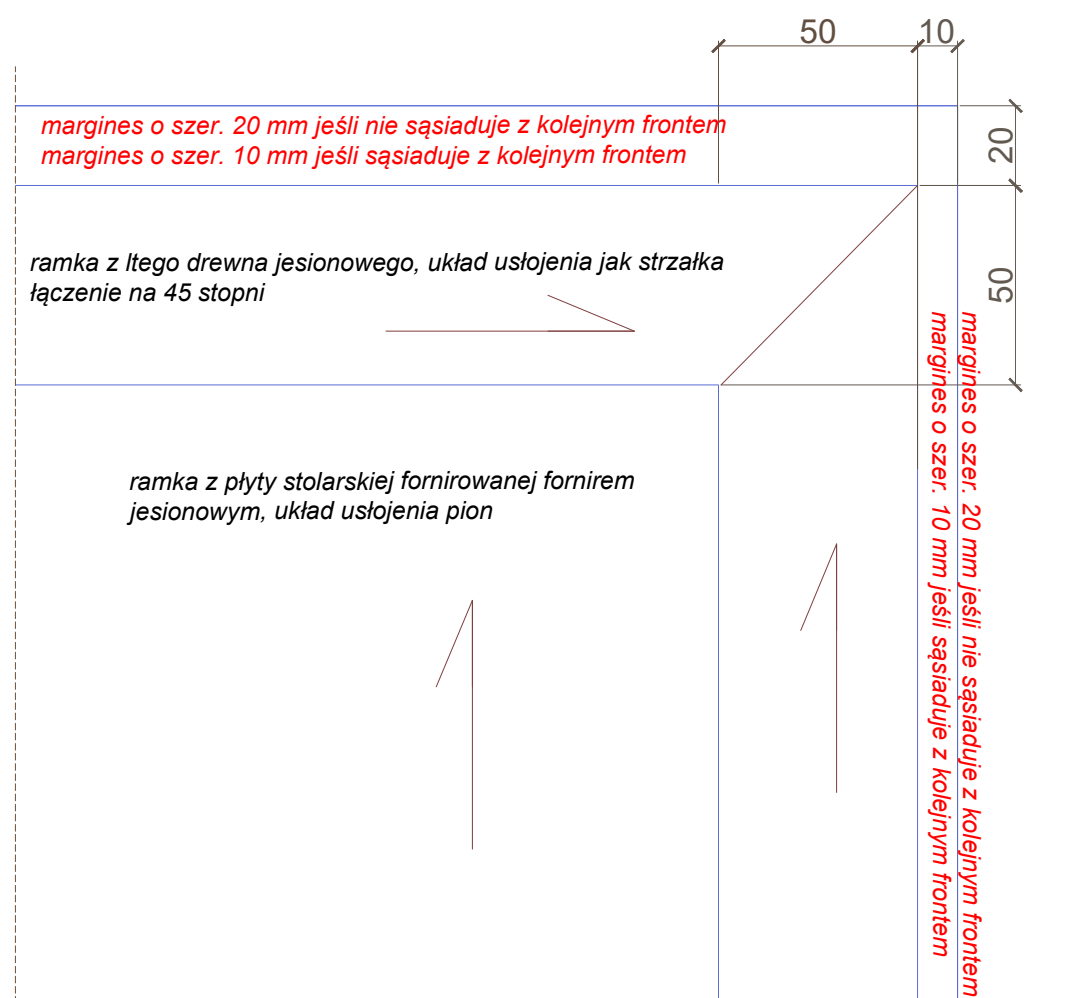 50
10
margines o szer. 20 mm jeśli nie sąsiaduje z kolejnym frontem
margines o szer. 10 mm jeśli sąsiaduje z kolejnym frontem
20
ramka z ltego drewna jesionowego, układ usłojenia jak strzałka
łączenie na 45 stopni
50
margines o szer. 20 mm jeśli nie sąsiaduje z kolejnym frontem
margines o szer. 10 mm jeśli sąsiaduje z kolejnym frontem
ramka z płyty stolarskiej fornirowanej fornirem
jesionowym, układ usłojenia pion